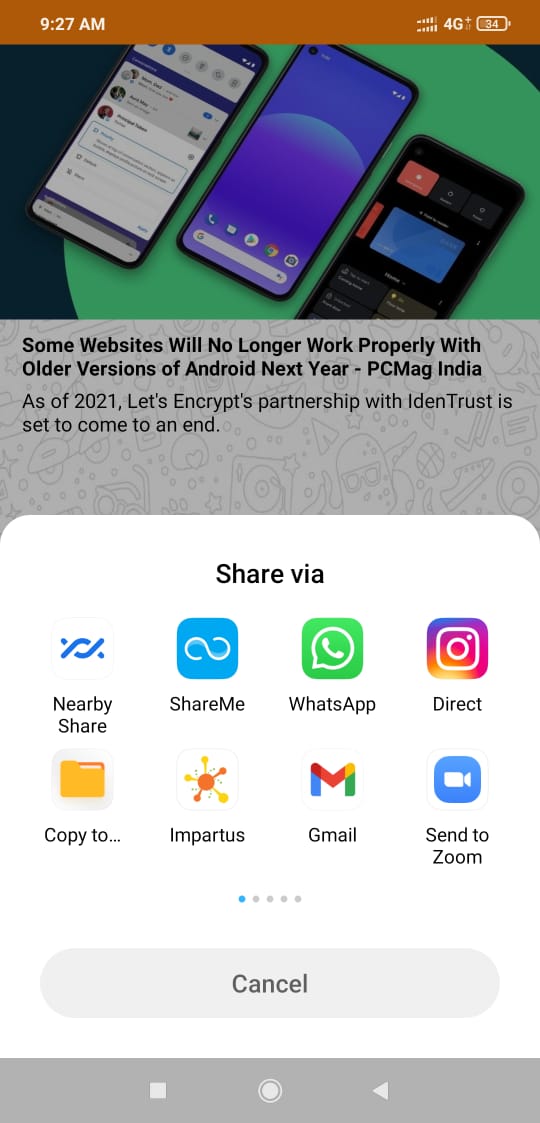 9:27 AM
4G+
34
Some Websites Will No Longer Work Properly With
Older Versions of Android Next Year - PCMag India
As of 2021, Let's Encrypt's partnership with IdenTrust is
set to come to an end.
Share via
Nearby
Share
ShareMe
WhatsApp
Direct
Copy to...
Impartus
Gmail
Send to
Zoom
Cancel